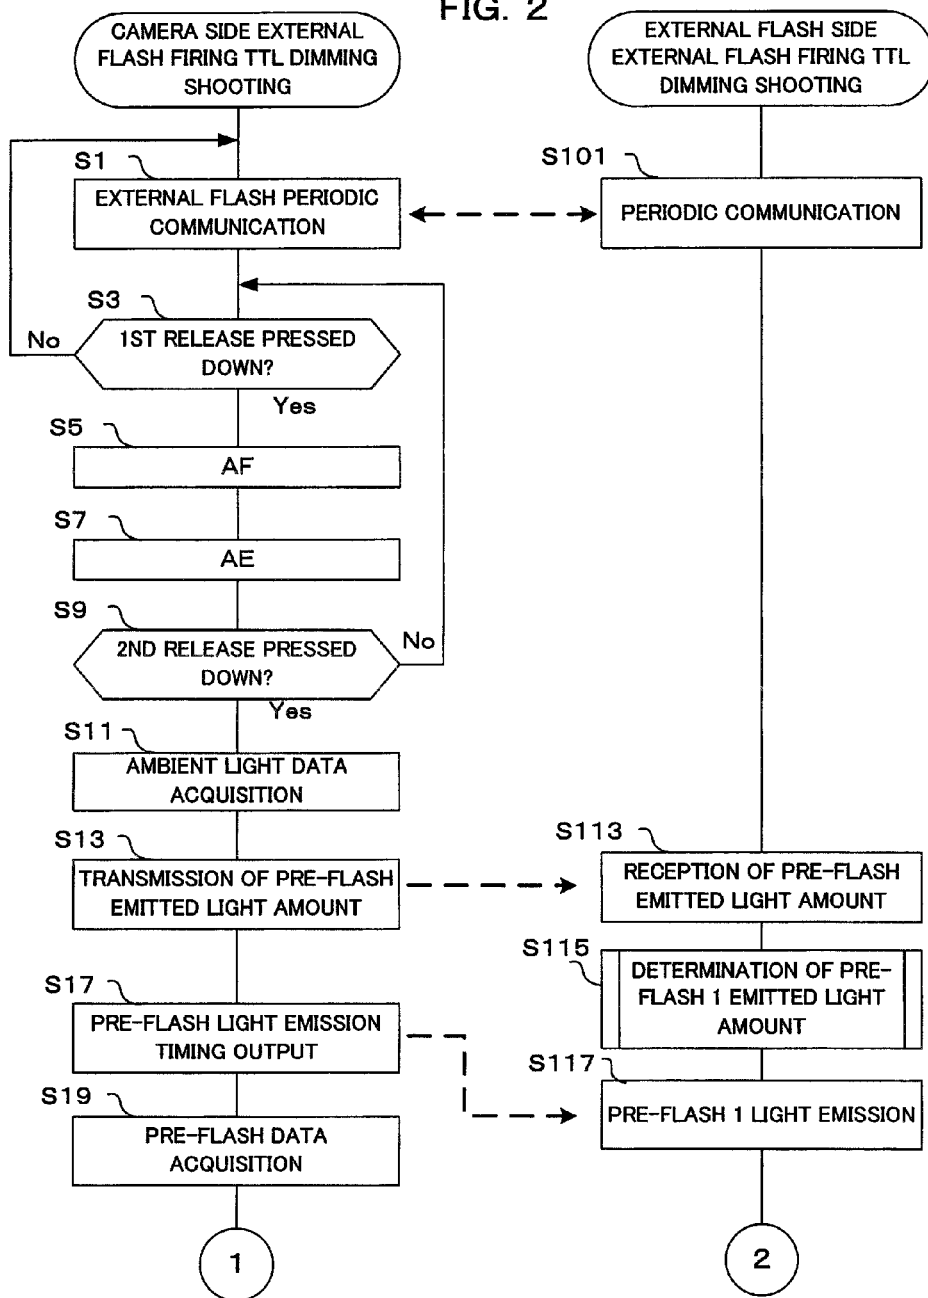 FIG. 2
CAMERA SIDE EXTERNAL
FLASH FIRING TTL DIMMING
SHOOTING
S1
EXTERNAL FLASH PERIODIC
COMMUNICATION
S3
No
1ST RELEASE PRESSED
DOWN?
Yes
S5
AF
S7
AE
S9
No
2ND RELEASE PRESSED
DOWN?
Yes
S11
AMBIENT LIGHT DATA
ACQUISITION
S13
TRANSMISSION OF PRE-FLASH
EMITTED LIGHT AMOUNT
S17
PRE-FLASH LIGHT EMISSION
TIMING OUTPUT
S19
PRE-FLASH DATA
ACQUISITION
1
EXTERNAL FLASH SIDE
EXTERNAL FLASH FIRING TTL
DIMMING SHOOTING
S101
PERIODIC COMMUNICATION
S113
RECEPTION OF PRE-FLASH
EMITTED LIGHT AMOUNT
S115
DETERMINATION OF PRE-
FLASH 1 EMITTED LIGHT
AMOUNT
S117
PRE-FLASH 1 LIGHT EMISSION
2